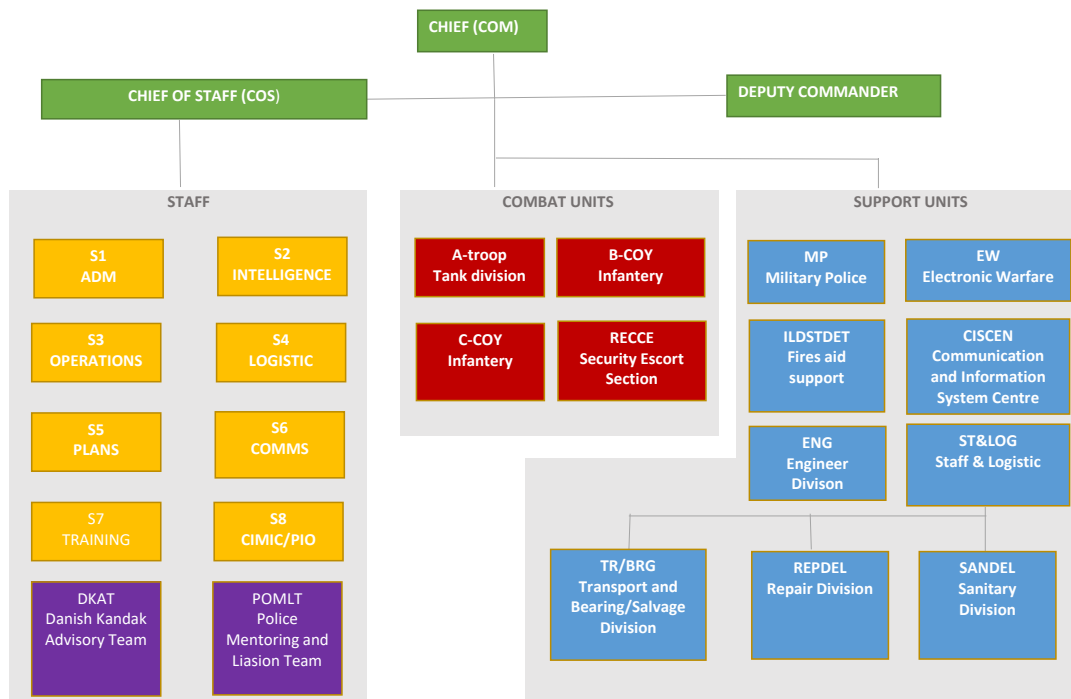 CHIEF (COM)
CHIEF OF STAFF (COS)
DEPUTY COMMANDER
STAFF
S1
ADM
S2
INTELLIGENCE
S3
OPERATIONS
S4
LOGISTIC
S5
PLANS
S6
COMMS
S7
TRAINING
S8
CIMIC/PIO
DKAT
Danish Kandak
Advisory Team
POMLT
Police
Mentoring and
Liasion Team
COMBAT UNITS
A-troop
Tank division
B-COY
Infantery
C-COY
Infantery
RECCE
Security Escort
Section
SUPPORT UNITS
MP
Military Police
EW
Electronic Warfare
ILDSTDET
Fires aid
support
CISCEN
Communication
and Information
System Centre
ENG
Engineer
Divison
ST&LOG
Staff & Logistic
TR/BRG
Transport and
Bearing/Salvage
Division
REPDEL
Repair Division
SANDEL
Sanitary
Division